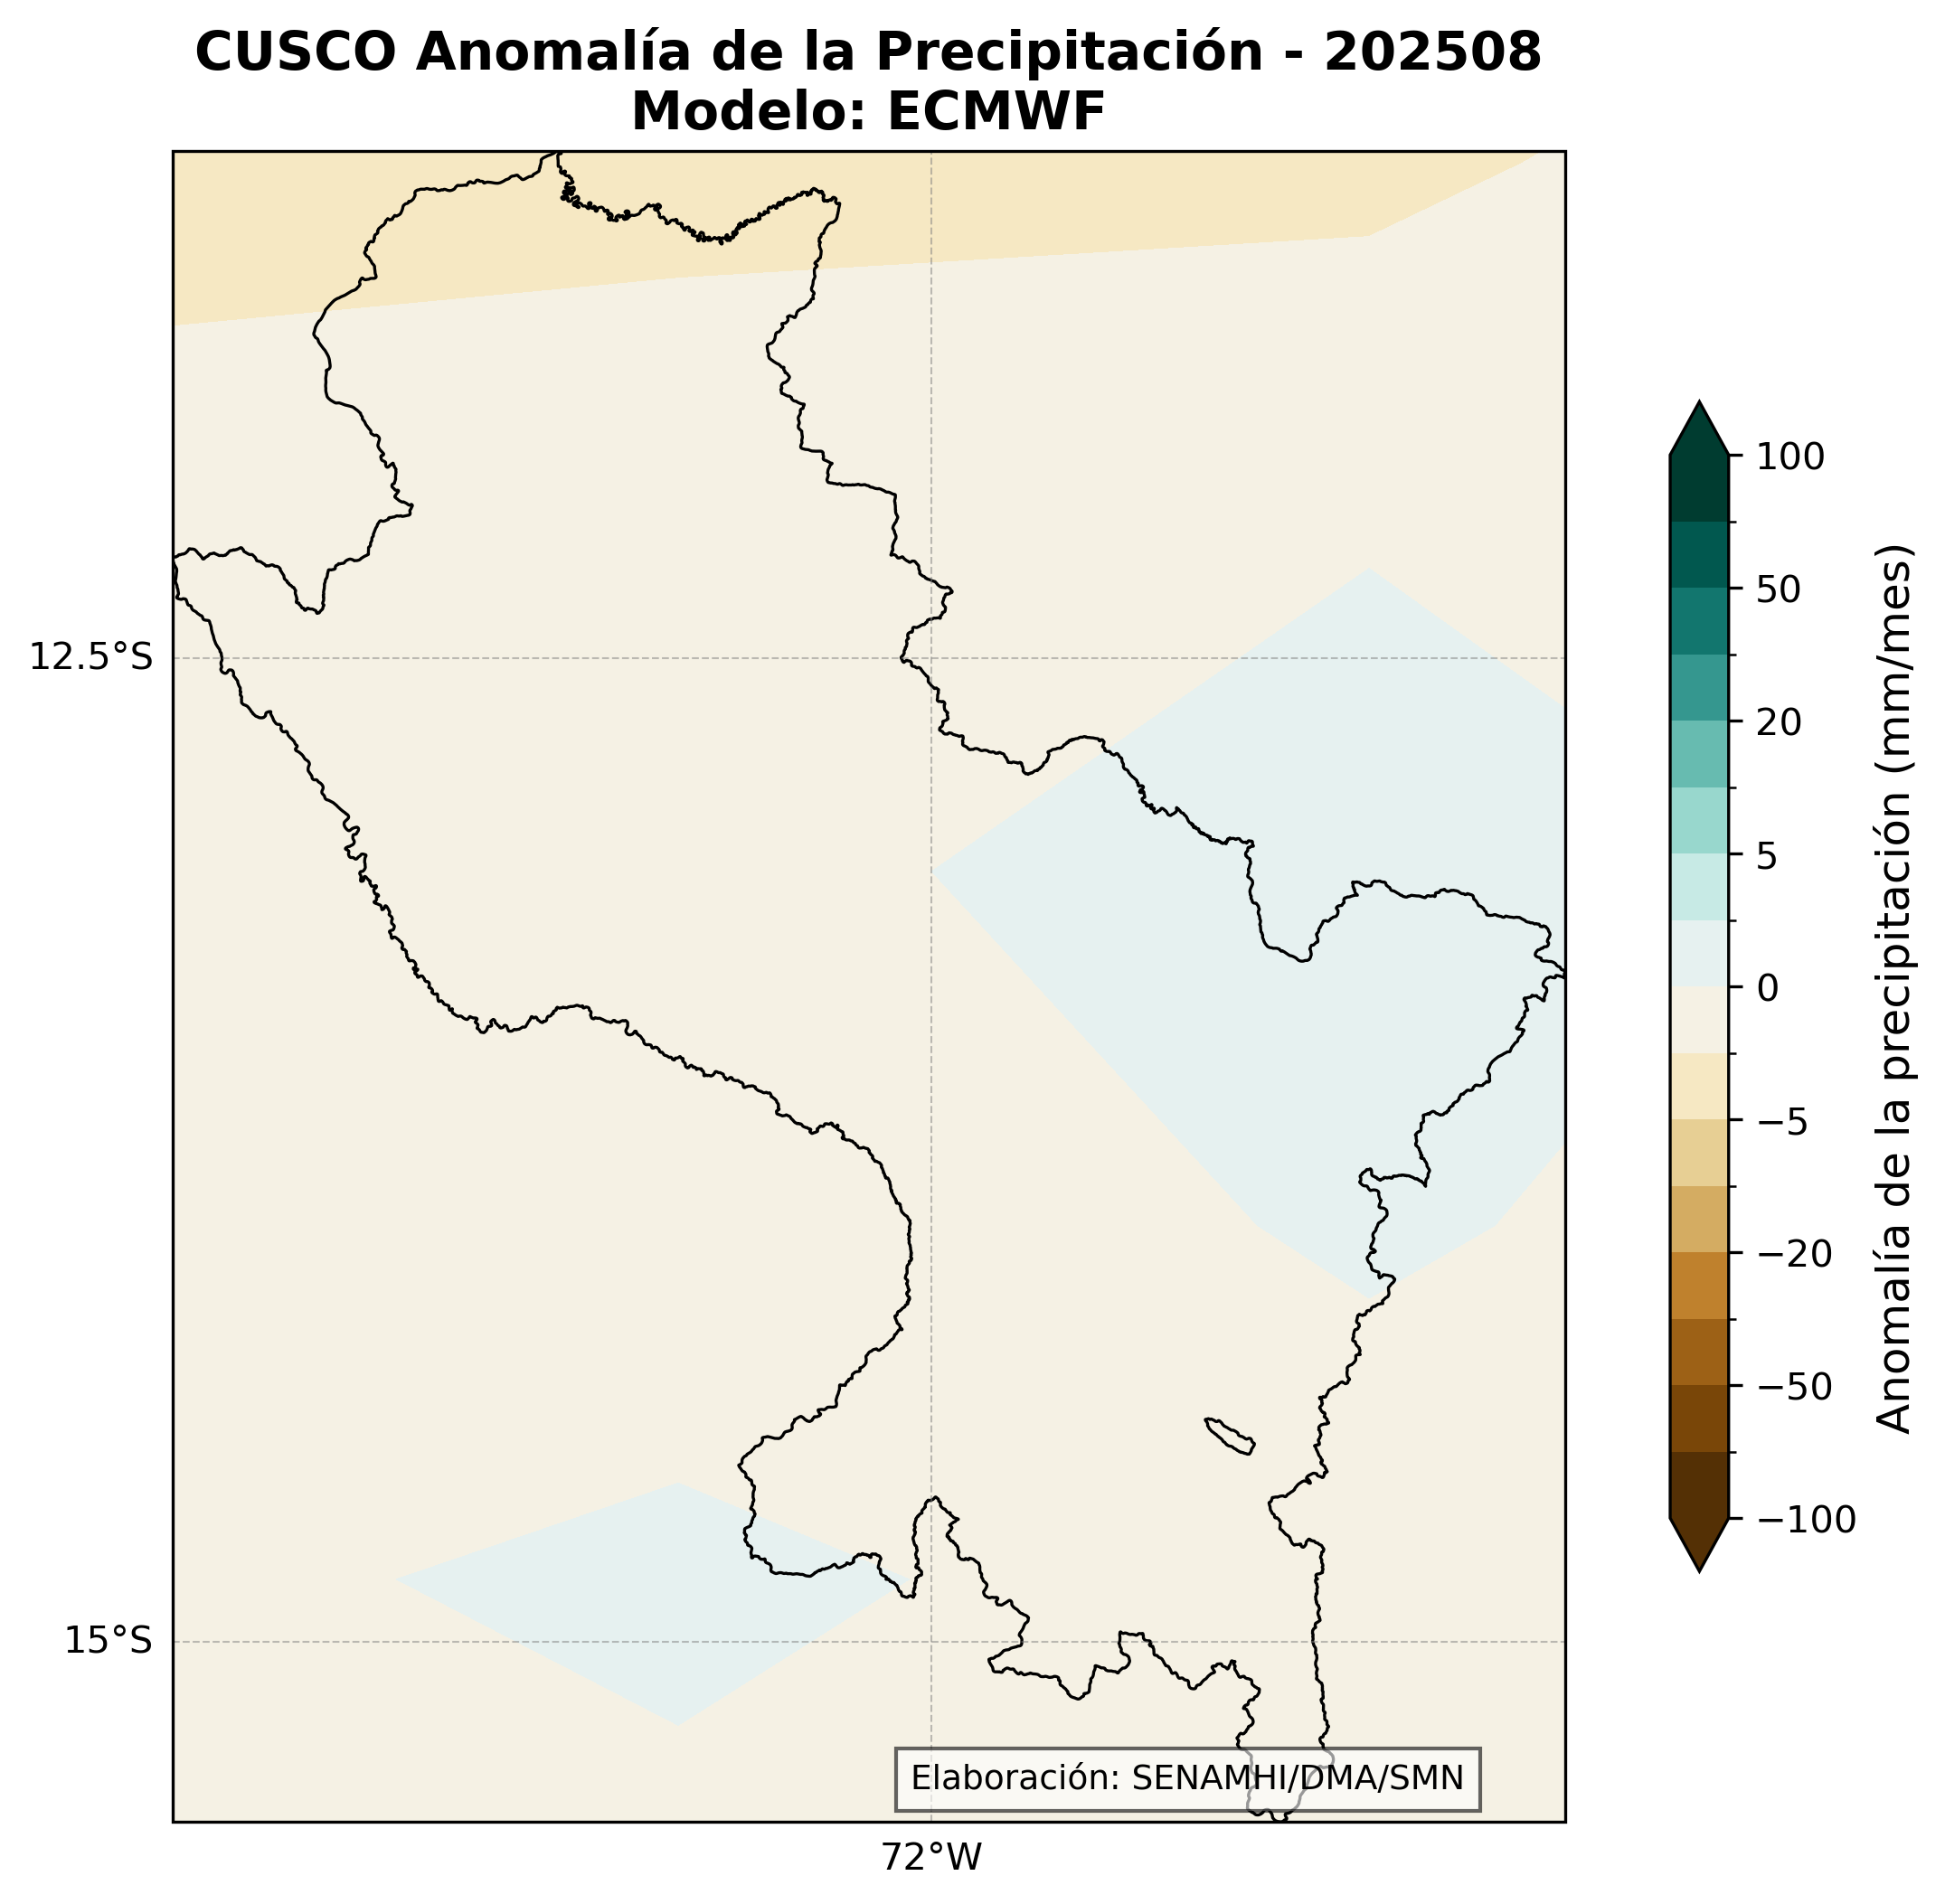 CUSCO Anomalía de la Precipitación - 202508
Modelo: ECMWF
12.5°S
15°S
72°W
Elaboración: SENAMHI/DMA/SMN
100
50
20
5
0
−5
−20
−50
−100
Anomalía de la precipitación (mm/mes)